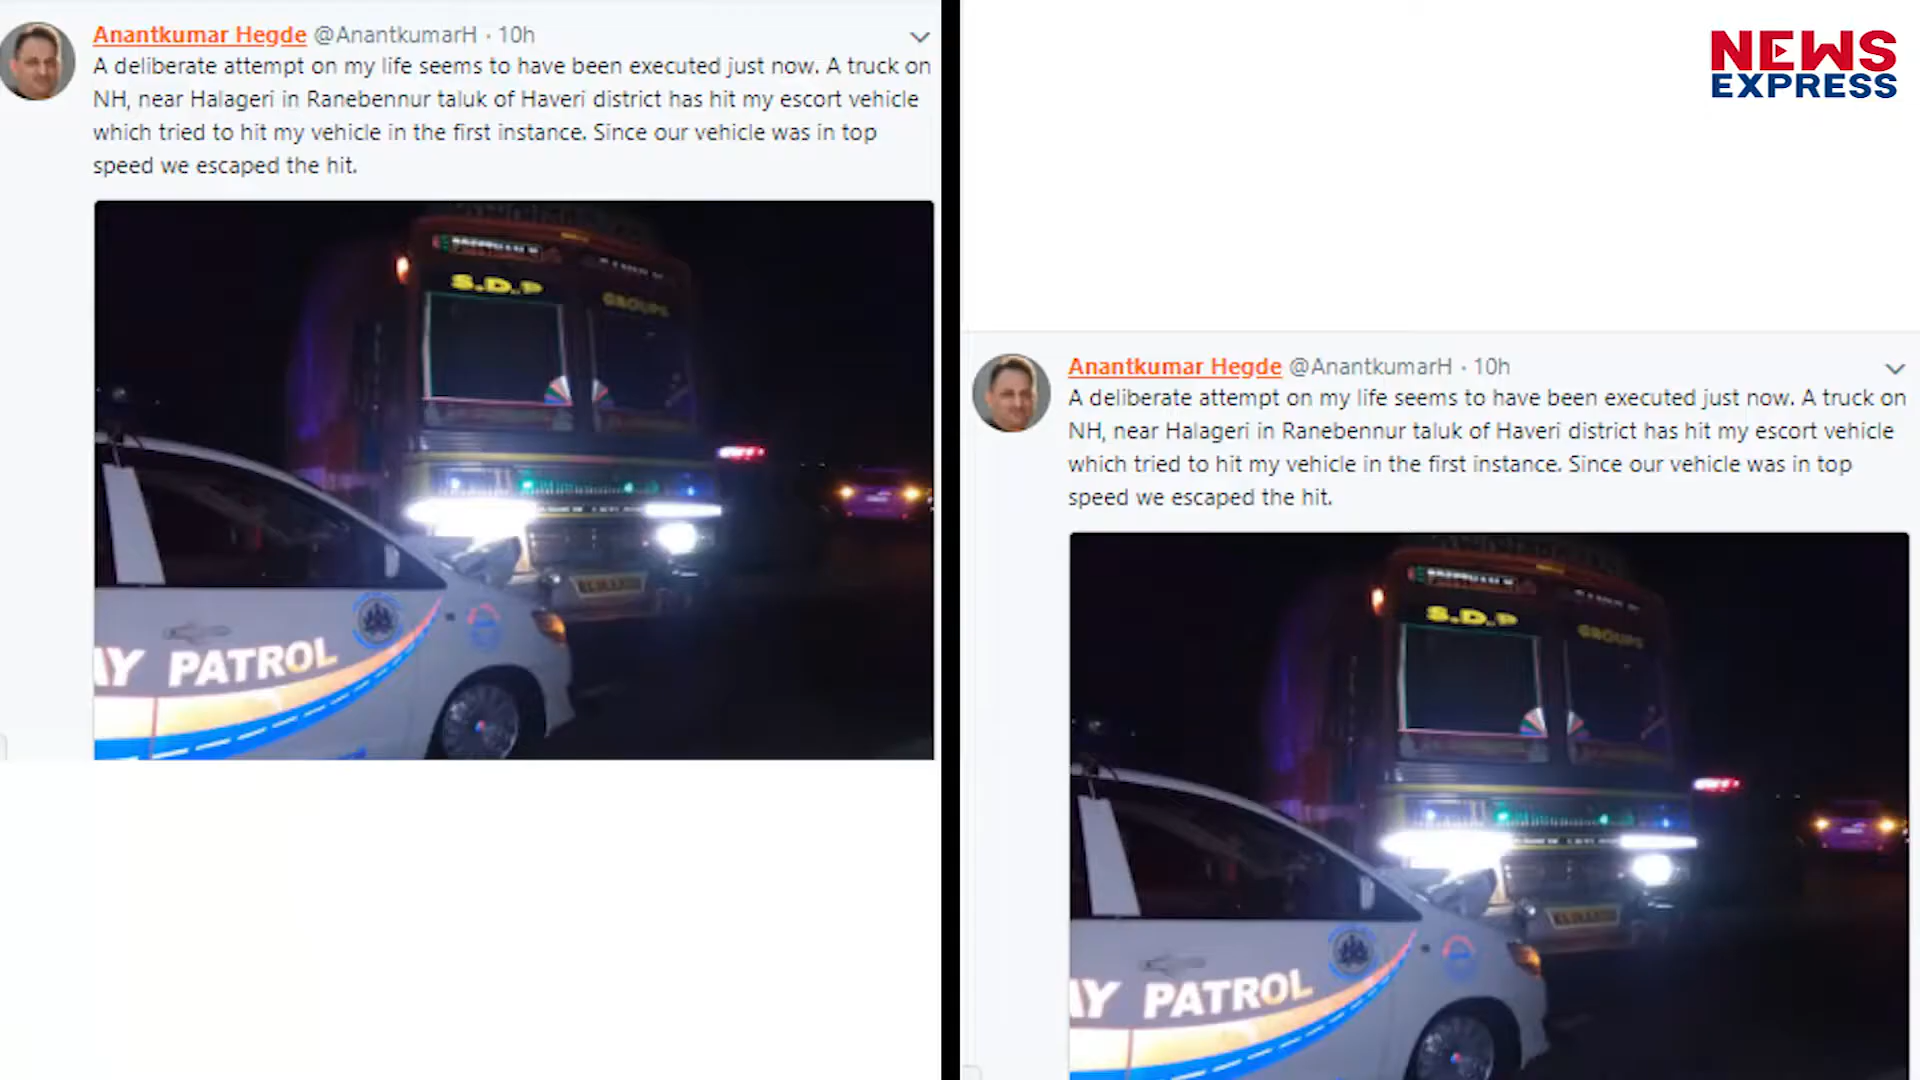 Anantkumar Hegde @AnantkumarH · 10h
A deliberate attempt on my life seems to have been executed just now. A truck on
NH, near Halageri in Ranebennur taluk of Haveri district has hit my escort vehicle
which tried to hit my vehicle in the first instance. Since our vehicle was in top
speed we escaped the hit.
S.D.P
GROUPS
AY PATROL
NEWS
EXPRESS
Anantkumar Hegde @AnantkumarH · 10h
A deliberate attempt on my life seems to have been executed just now. A truck on
NH, near Halageri in Ranebennur taluk of Haveri district has hit my escort vehicle
which tried to hit my vehicle in the first instance. Since our vehicle was in top
speed we escaped the hit.
S.D.P
GROUPS
AY PATROL